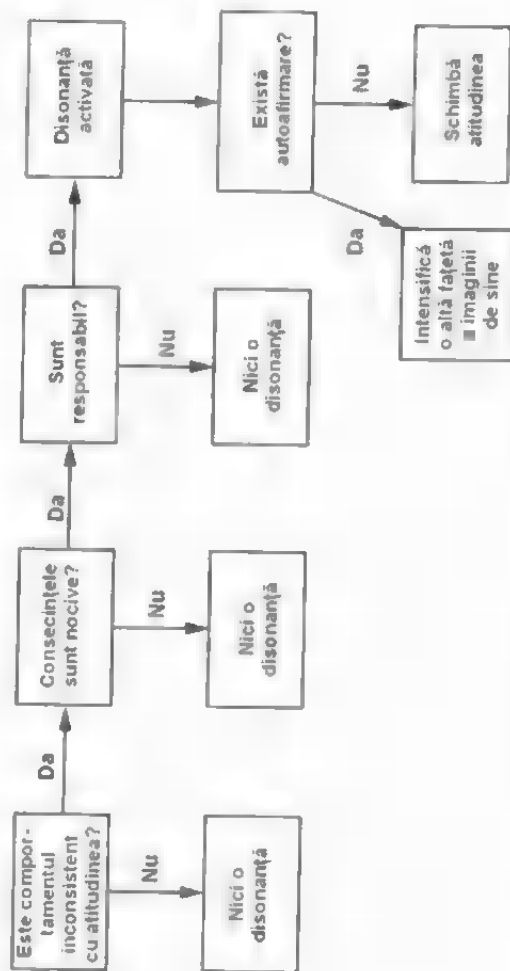 Este compor-
tamentul
inconsistent
cu atitudinea?
Da
Nu
Nici o
disonanță
Consecințele
sunt nocive?
Da
Nu
Nici o
disonanță
Sunt
responsabil?
Da
Nu
Nici o
disonanță
Disonanță
activată
Există
autoafirmare?
Da
Nu
Intensifică
o altă fațetă
imaginii
de sine
Schimbă
atitudinea